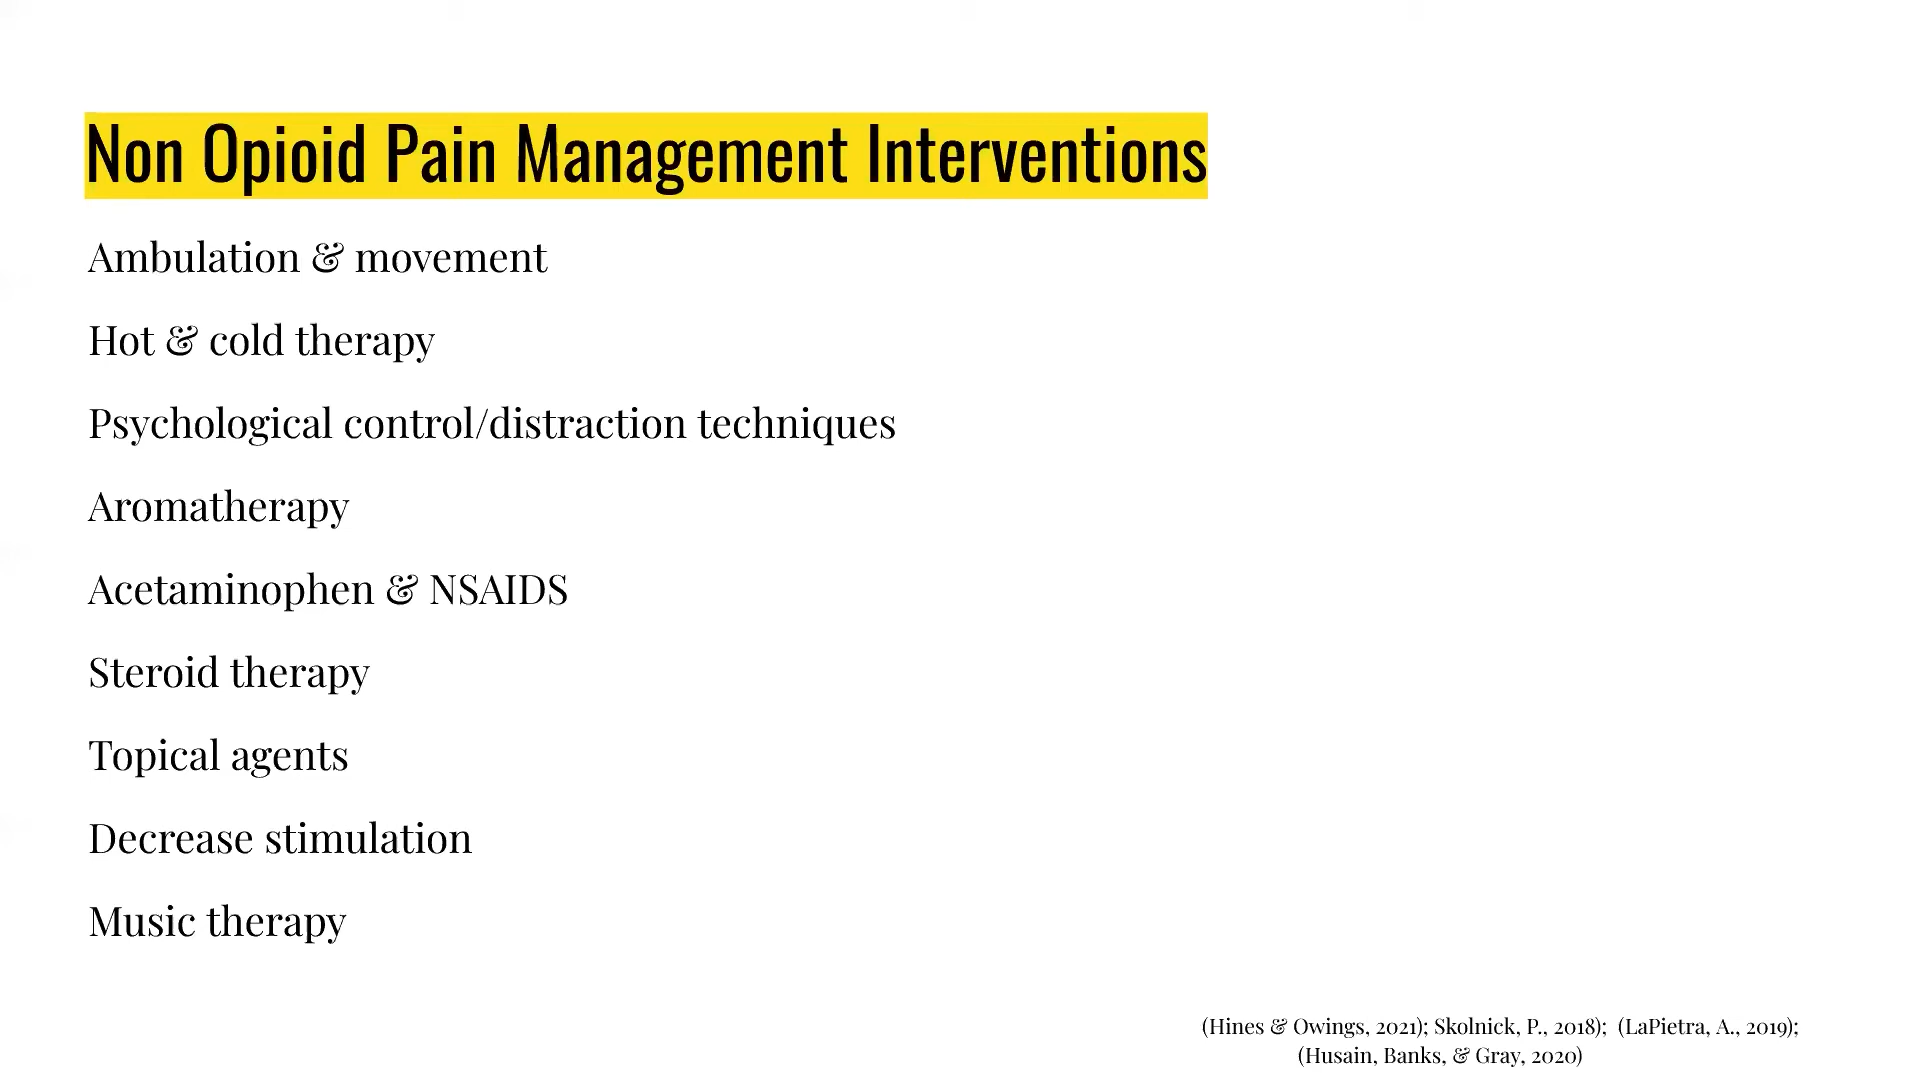 Non Opioid Pain Management Interventions
Ambulation & movement
Hot & cold therapy
Psychological control/distraction techniques
Aromatherapy
Acetaminophen & NSAIDS
Steroid therapy
Topical agents
Decrease stimulation
Music therapy
(Hines & Owings, 2021); Skolnick, P., 2018); (LaPietra, A., 2019);
(Husain, Banks, & Gray, 2020)